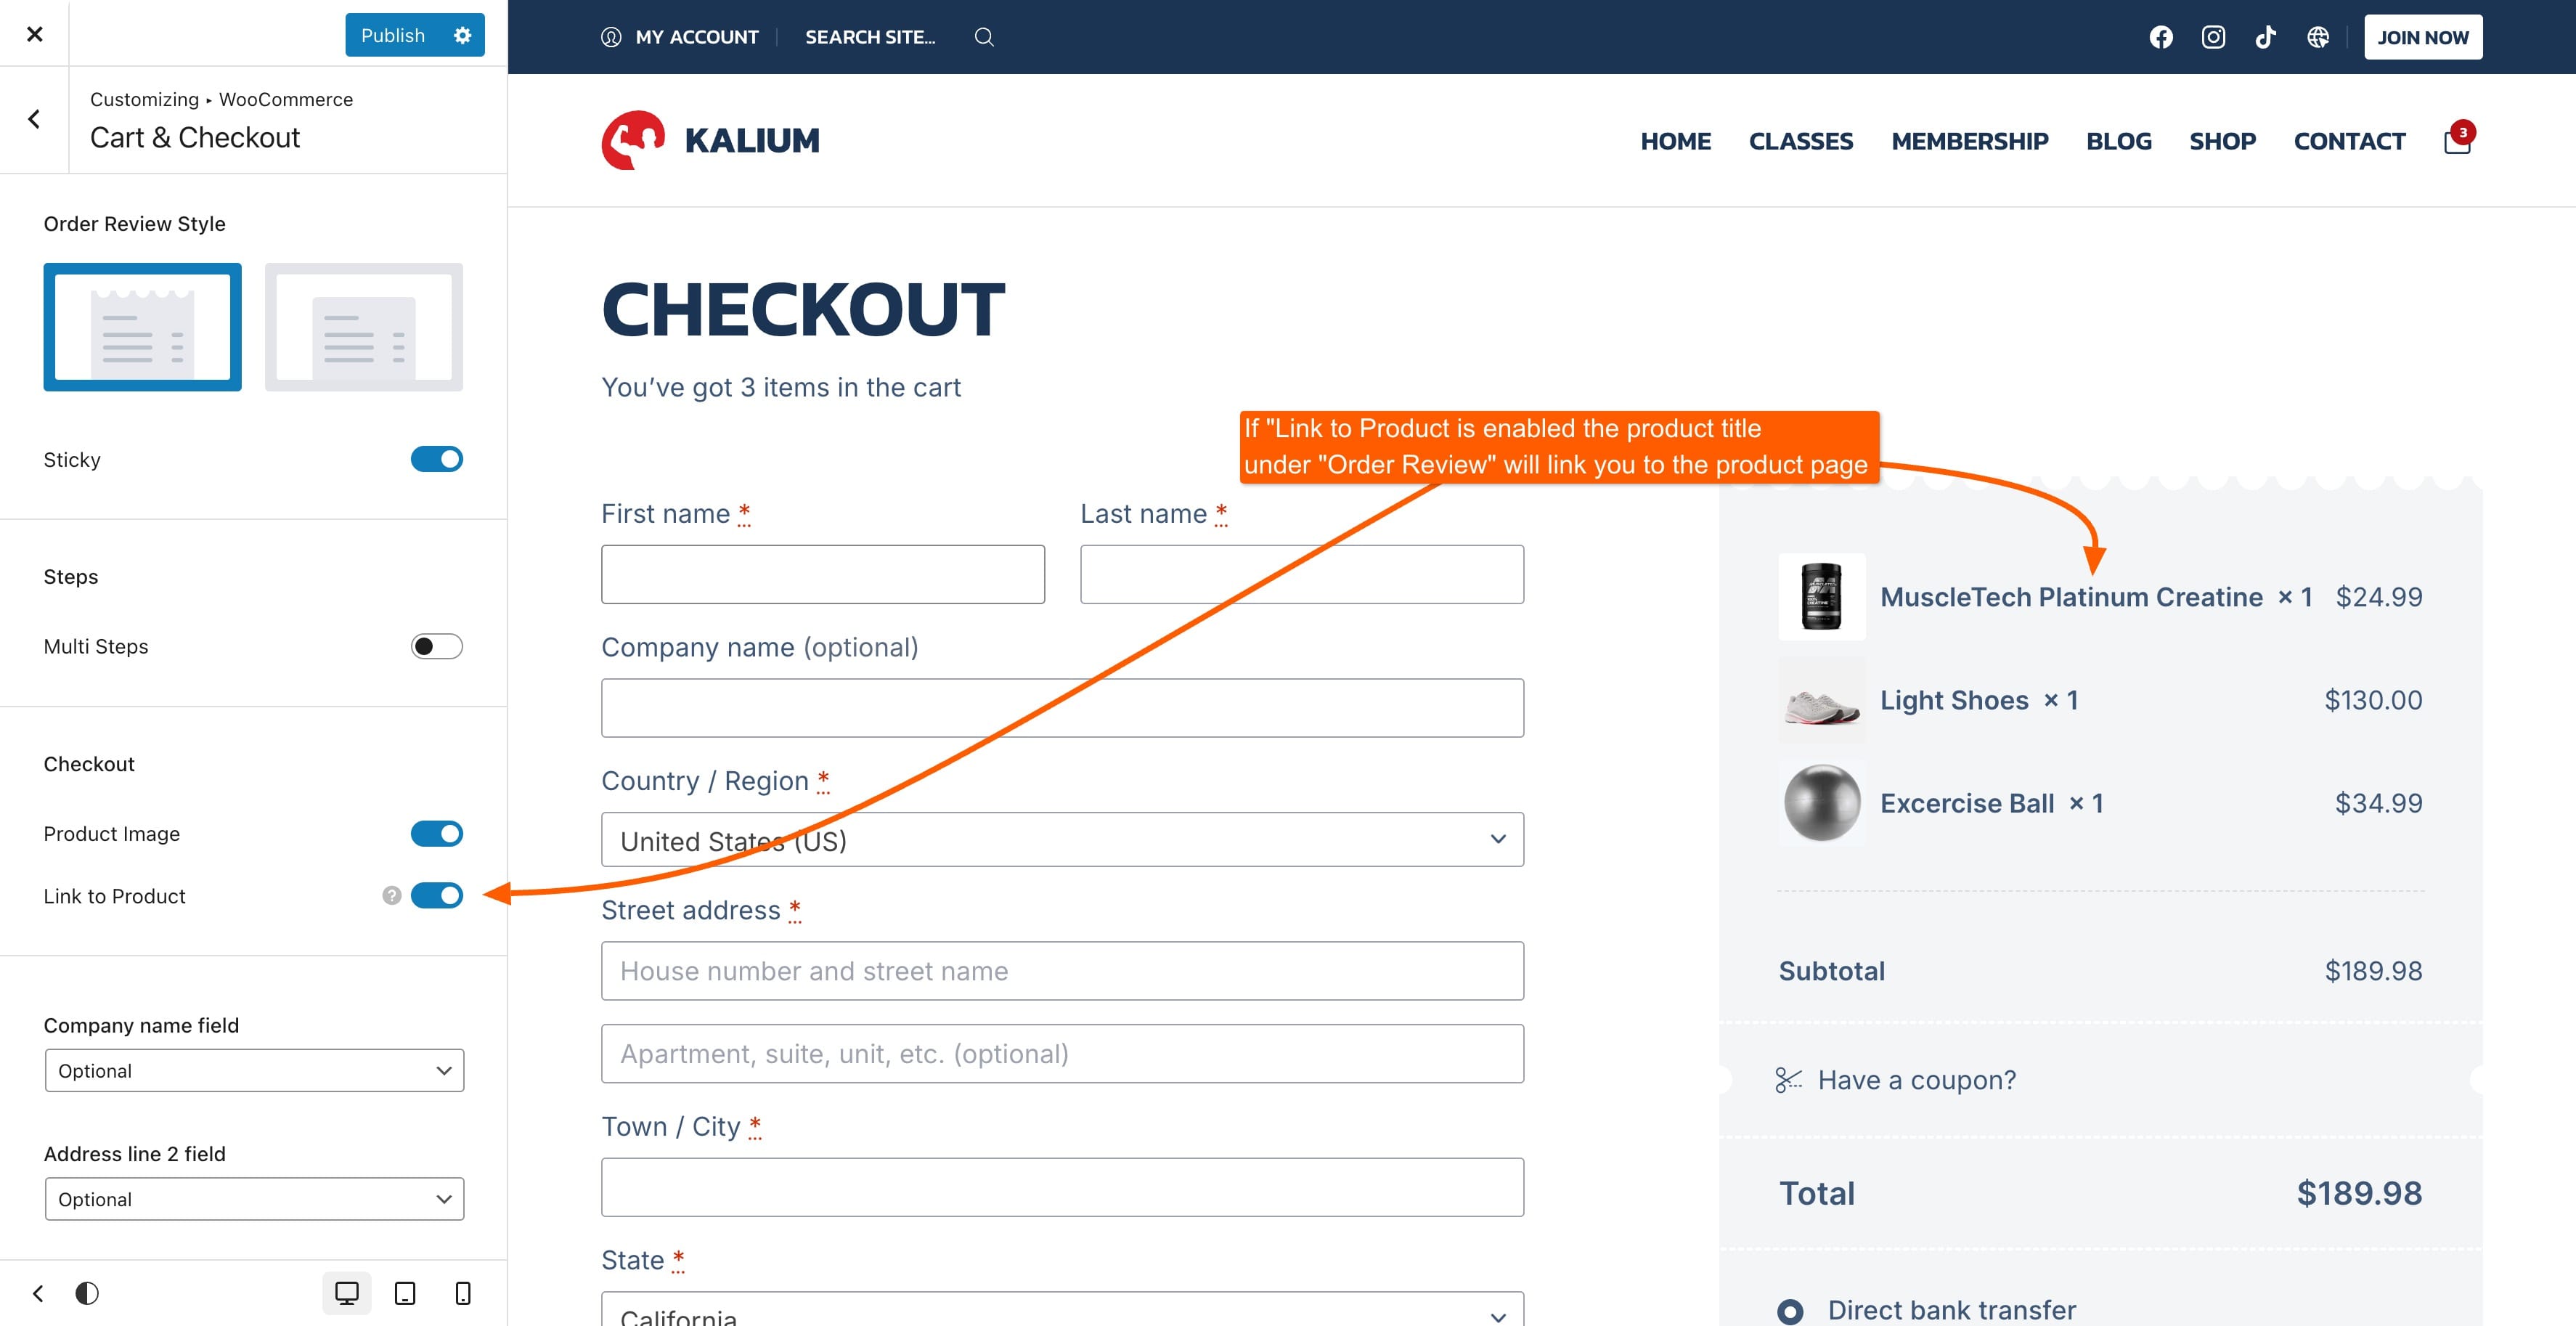 Publish
Customizing ▸ WooCommerce
Cart & Checkout
Order Review Style
Sticky
Steps
Multi Steps
Checkout
Product Image
Link to Product ?
Company name field
Optional
Address line 2 field
Optional
MY ACCOUNT
SEARCH SITE...
JOIN NOW
KALIUM
HOME CLASSES MEMBERSHIP BLOG SHOP CONTACT 3
CHECKOUT
You’ve got 3 items in the cart
If "Link to Product is enabled the product title
under "Order Review" will link you to the product page
First name *
Last name *
Company name (optional)
Country / Region *
United States (US)
Street address *
House number and street name
Apartment, suite, unit, etc. (optional)
Town / City *
State *
California
MuscleTech Platinum Creatine × 1 $24.99
Light Shoes × 1 $130.00
Excercise Ball × 1 $34.99
Subtotal $189.98
Have a coupon?
Total $189.98
Direct bank transfer